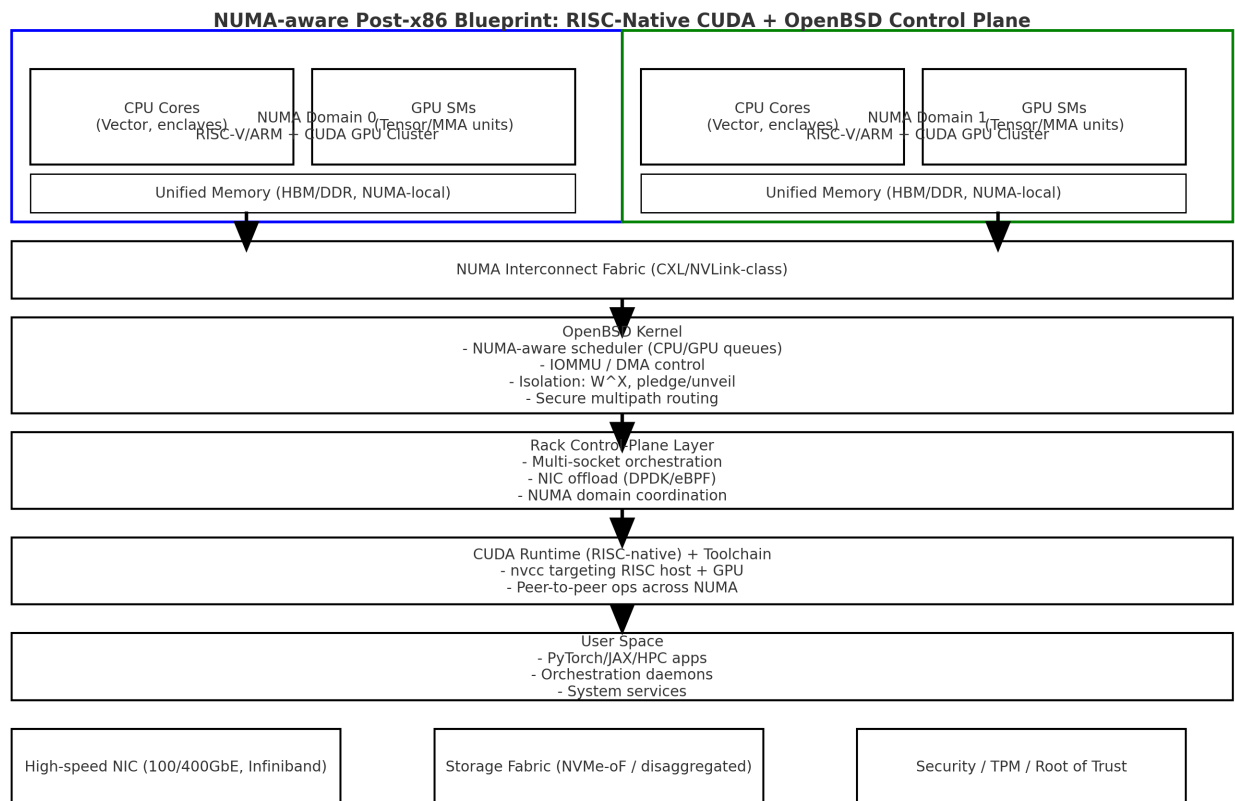 NUMA-aware Post-x86 Blueprint: RISC-Native CUDA + OpenBSD Control Plane
CPU Cores
(Vector, enclaves)
GPU SMs
(Tensor/MMA units)
NUMA Domain 0
RISC-V/ARM + CUDA GPU Cluster
Unified Memory (HBM/DDR, NUMA-local)
CPU Cores
(Vector, enclaves)
GPU SMs
(Tensor/MMA units)
NUMA Domain 1
RISC-V/ARM + CUDA GPU Cluster
Unified Memory (HBM/DDR, NUMA-local)
NUMA Interconnect Fabric (CXL/NVLink-class)
OpenBSD Kernel
- NUMA-aware scheduler (CPU/GPU queues)
- IOMMU / DMA control
- Isolation: W^X, pledge/unveil
- Secure multipath routing
Rack Control-Plane Layer
- Multi-socket orchestration
- NIC offload (DPDK/eBPF)
- NUMA domain coordination
CUDA Runtime (RISC-native) + Toolchain
- nvcc targeting RISC host + GPU
- Peer-to-peer ops across NUMA
User Space
- PyTorch/JAX/HPC apps
- Orchestration daemons
- System services
High-speed NIC (100/400GbE, Infiniband)
Storage Fabric (NVMe-oF / disaggregated)
Security / TPM / Root of Trust